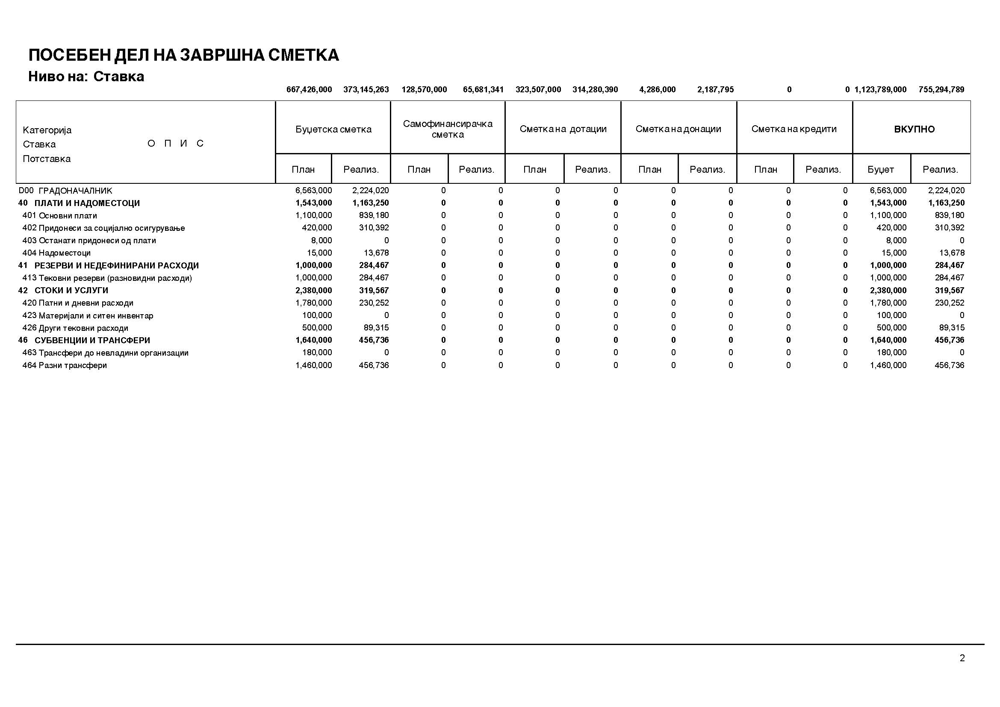 ПОСЕБЕН ДЕЛ НА ЗАВРШНА СМЕТКА
Ниво на: Ставка
667,426,000 373,145,263 128,570,000 65,681,341 323,507,000 314,280,390 4,286,000 2,187,795 0 0 1,123,789,000 755,294,789
Категорија
Ставка О П И С
Потставка
Буџетска сметка Самофинансирачка сметка Сметка на дотации Сметка на донации Сметка на кредити ВКУПНО
План Реализ. План Реализ. План Реализ. План Реализ. План Реализ. Буџет Реализ.
D00 ГРАДОНАЧАЛНИК 6,563,000 2,224,020 0 0 0 0 0 0 0 0 6,563,000 2,224,020
40 ПЛАТИ И НАДОМЕСТОЦИ 1,543,000 1,163,250 0 0 0 0 0 0 0 0 1,543,000 1,163,250
401 Основни плати 1,100,000 839,180 0 0 0 0 0 0 0 0 1,100,000 839,180
402 Придонеси за социјално осигурување 420,000 310,392 0 0 0 0 0 0 0 0 420,000 310,392
403 Останати придонеси од плати 8,000 0 0 0 0 0 0 0 0 0 8,000 0
404 Надоместоци 15,000 13,678 0 0 0 0 0 0 0 0 15,000 13,678
41 РЕЗЕРВИ И НЕДЕФИНИРАНИ РАСХОДИ 1,000,000 284,467 0 0 0 0 0 0 0 0 1,000,000 284,467
413 Тековни резерви (разновидни расходи) 1,000,000 284,467 0 0 0 0 0 0 0 0 1,000,000 284,467
42 СТОКИ И УСЛУГИ 2,380,000 319,567 0 0 0 0 0 0 0 0 2,380,000 319,567
420 Патни и дневни расходи 1,780,000 230,252 0 0 0 0 0 0 0 0 1,780,000 230,252
423 Материјали и ситен инвентар 100,000 0 0 0 0 0 0 0 0 0 100,000 0
426 Други тековни расходи 500,000 89,315 0 0 0 0 0 0 0 0 500,000 89,315
46 СУБВЕНЦИИ И ТРАНСФЕРИ 1,640,000 456,736 0 0 0 0 0 0 0 0 1,640,000 456,736
463 Трансфери до невладини организации 180,000 0 0 0 0 0 0 0 0 0 180,000 0
464 Разни трансфери 1,460,000 456,736 0 0 0 0 0 0 0 0 1,460,000 456,736
2